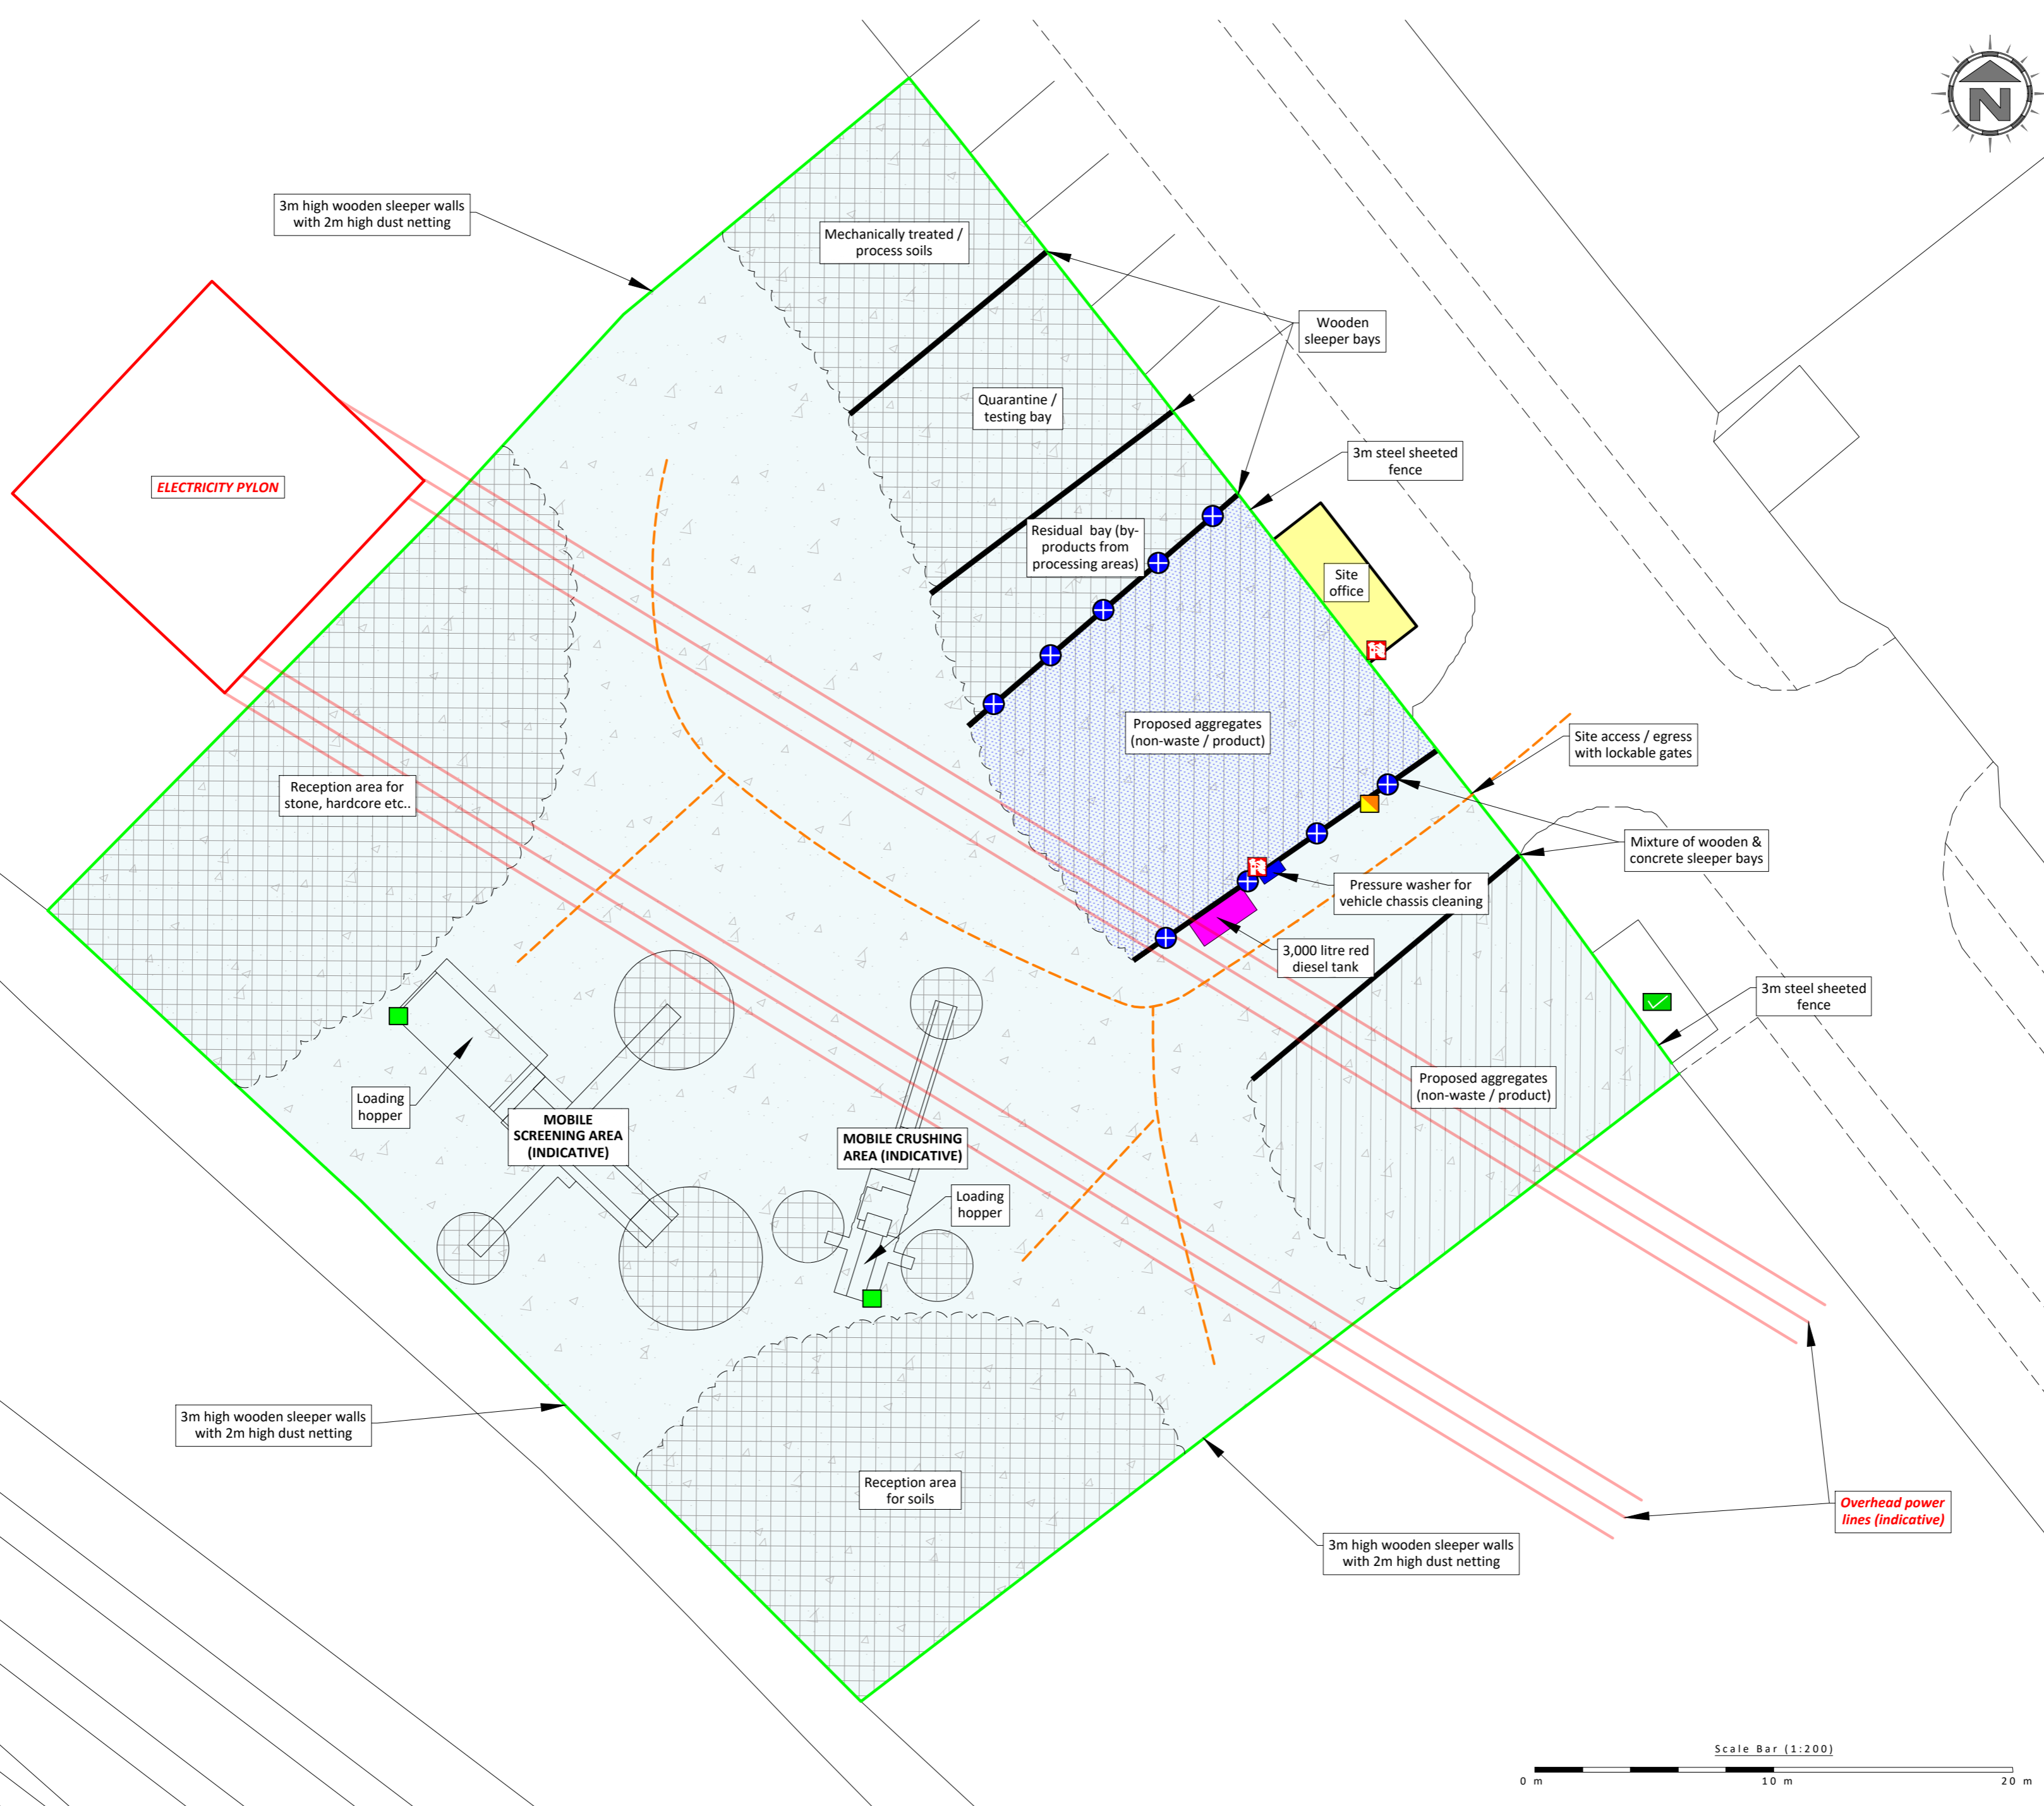 N
3m high wooden sleeper walls
with 2m high dust netting
Mechanically treated /
process soils
Wooden
sleeper bays
Quarantine /
testing bay
3m steel sheeted
fence
ELECTRICITY PYLON
Residual bay (by-
products from
processing areas)
Site
office
Proposed aggregates
(non-waste / product)
Site access / egress
with lockable gates
Reception area for
stone, hardcore etc..
Mixture of wooden &
concrete sleeper bays
Pressure washer for
vehicle chassis cleaning
3,000 litre red
diesel tank
3m steel sheeted
fence
Proposed aggregates
(non-waste / product)
Loading
hopper
MOBILE
SCREENING AREA
(INDICATIVE)
MOBILE CRUSHING
AREA (INDICATIVE)
Loading
hopper
3m high wooden sleeper walls
with 2m high dust netting
Reception area
for soils
Overhead power
lines (indicative)
3m high wooden sleeper walls
with 2m high dust netting
Scale Bar (1:200)
0 m 10 m 20 m